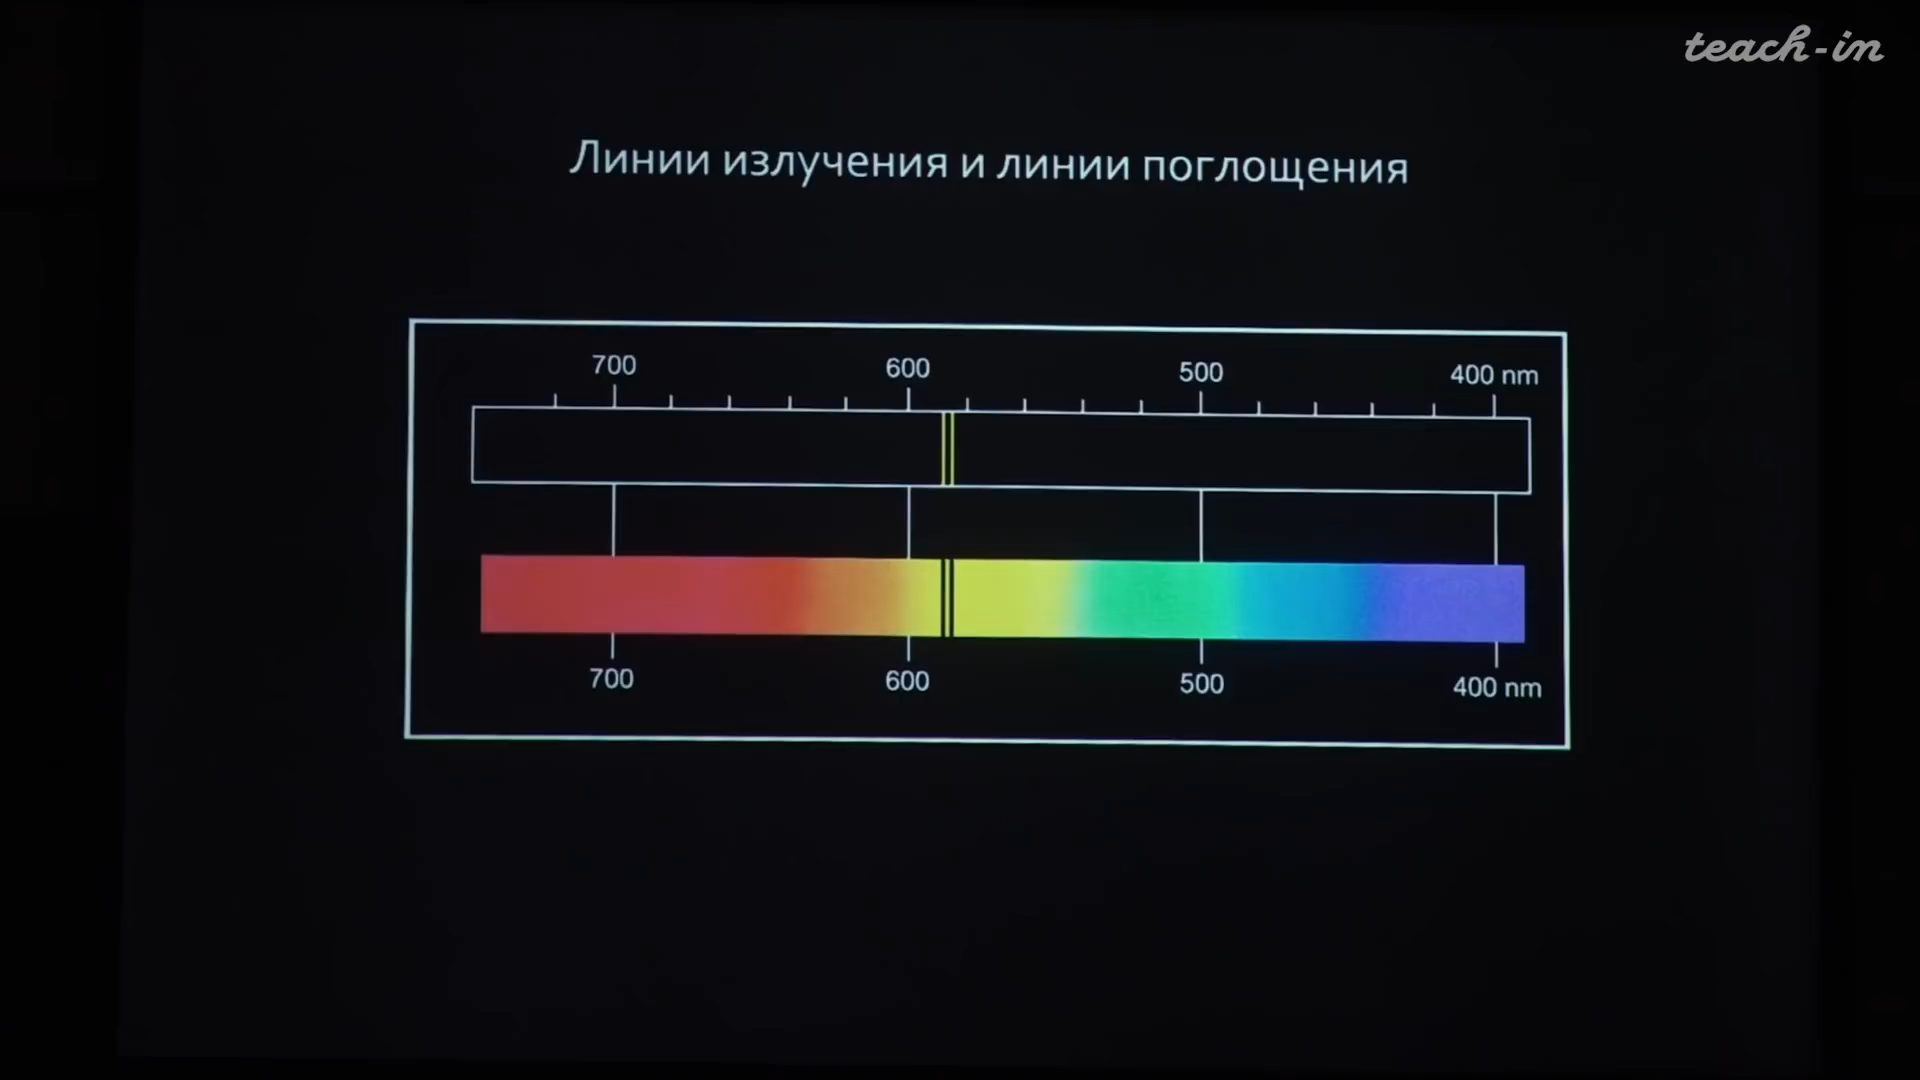 teach-in
Линии излучения и линии поглощения
700 600 500 400 nm
700 600 500 400 nm